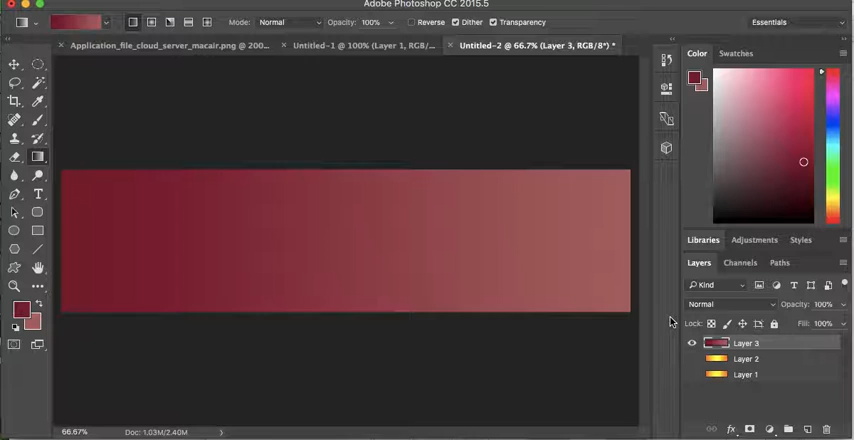 Adobe Photoshop CC 2015.5
Mode: Normal Opacity: 100% Reverse Dither Transparency Essentials
Application_file_cloud_server_macair.png @ 200... Untitled-1 @ 100% (Layer 1, RGB/... Untitled-2 @ 66.7% (Layer 3, RGB/8*) *
Color Swatches
Libraries Adjustments Styles
Layers Channels Paths
Kind
Normal Opacity: 100%
Lock: Fill: 100%
Layer 3
Layer 2
Layer 1
66.67% Doc: 1.03M/2.40M